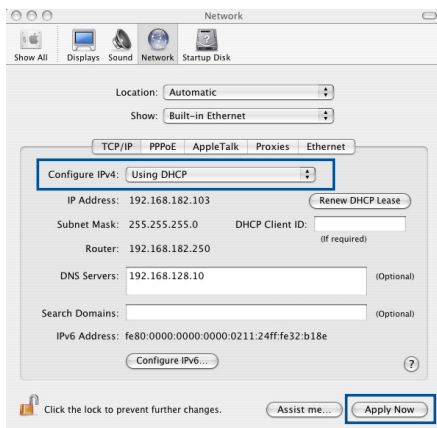 Network
Show All Displays Sound Network Startup Disk
Location: Automatic
Show: Built-in Ethernet
TCP/IP PPPoE AppleTalk Proxies Ethernet
Configure IPv4: Using DHCP
IP Address: 192.168.182.103 Renew DHCP Lease
Subnet Mask: 255.255.255.0 DHCP Client ID:
(If required)
Router: 192.168.182.250
DNS Servers: 192.168.128.10 (Optional)
Search Domains: (Optional)
IPv6 Address: fe80:0000:0000:0000:0211:24ff:fe32:b18e
Configure IPv6... ?
Click the lock to prevent further changes. Assist me... Apply Now